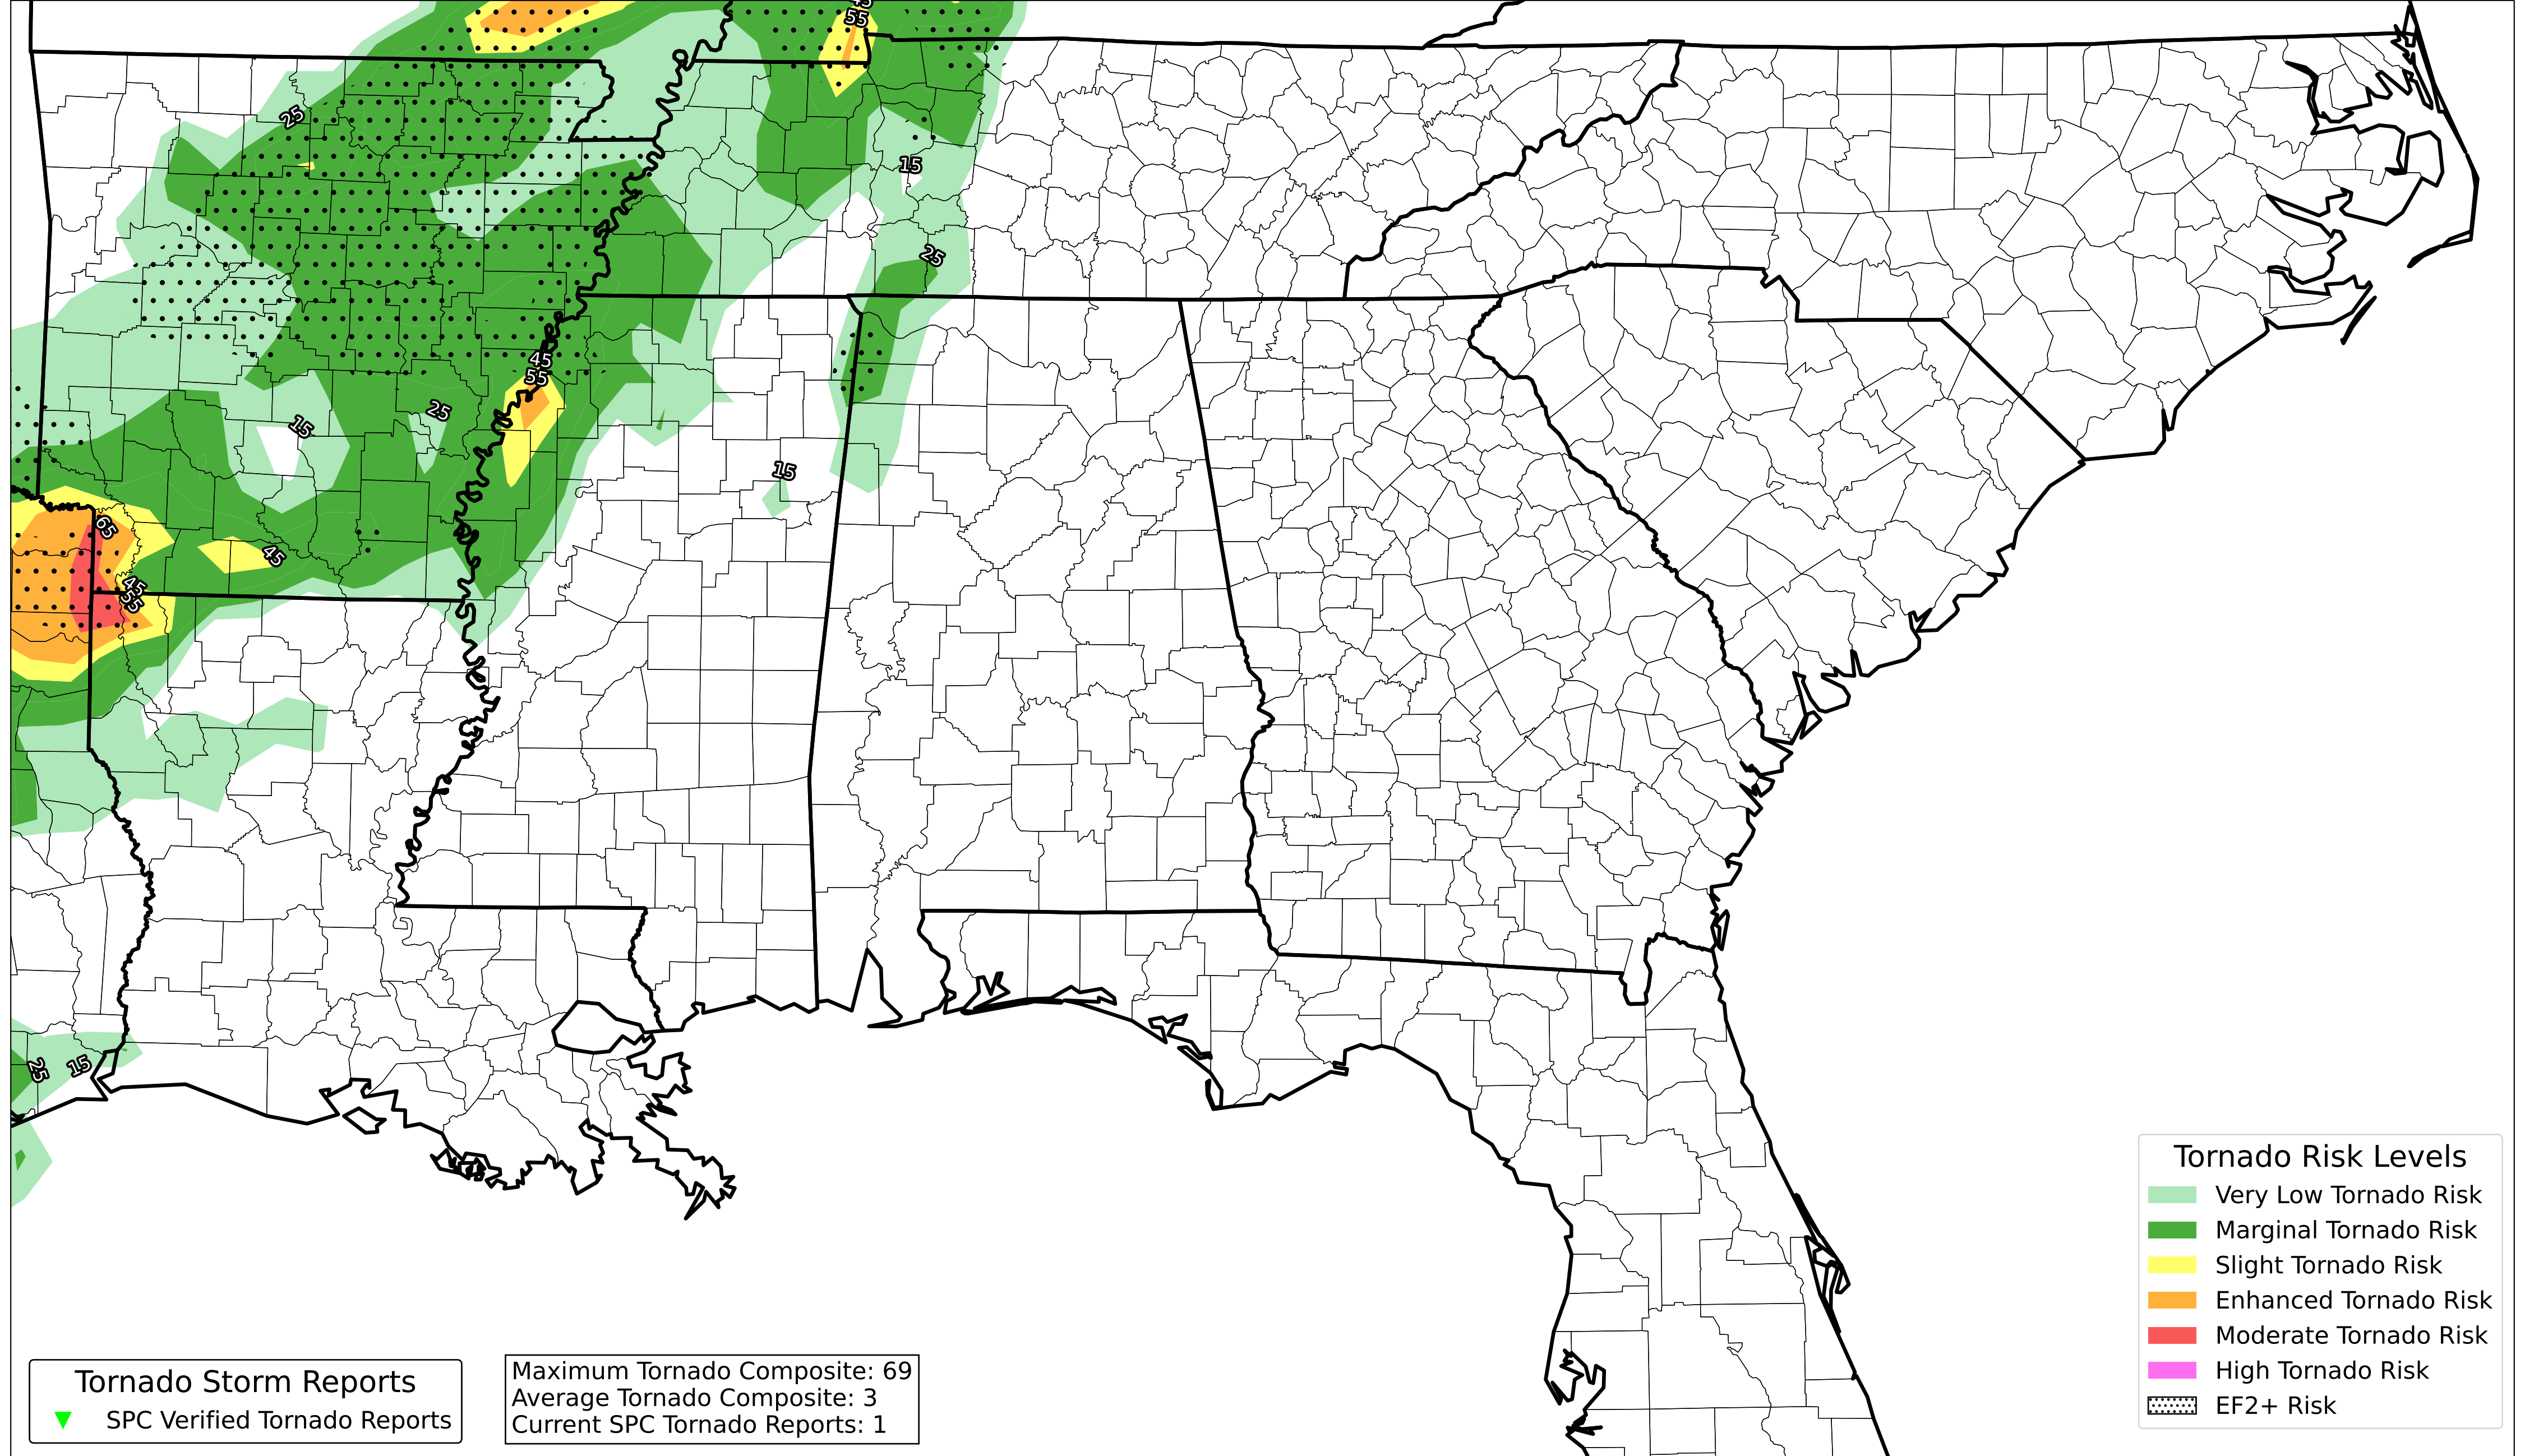 45
55
25
15
25
45
55
25
15
15
65
45
45
55
25
15
Tornado Risk Levels
Very Low Tornado Risk
Marginal Tornado Risk
Slight Tornado Risk
Enhanced Tornado Risk
Moderate Tornado Risk
High Tornado Risk
EF2+ Risk
Tornado Storm Reports
SPC Verified Tornado Reports
Maximum Tornado Composite: 69
Average Tornado Composite: 3
Current SPC Tornado Reports: 1